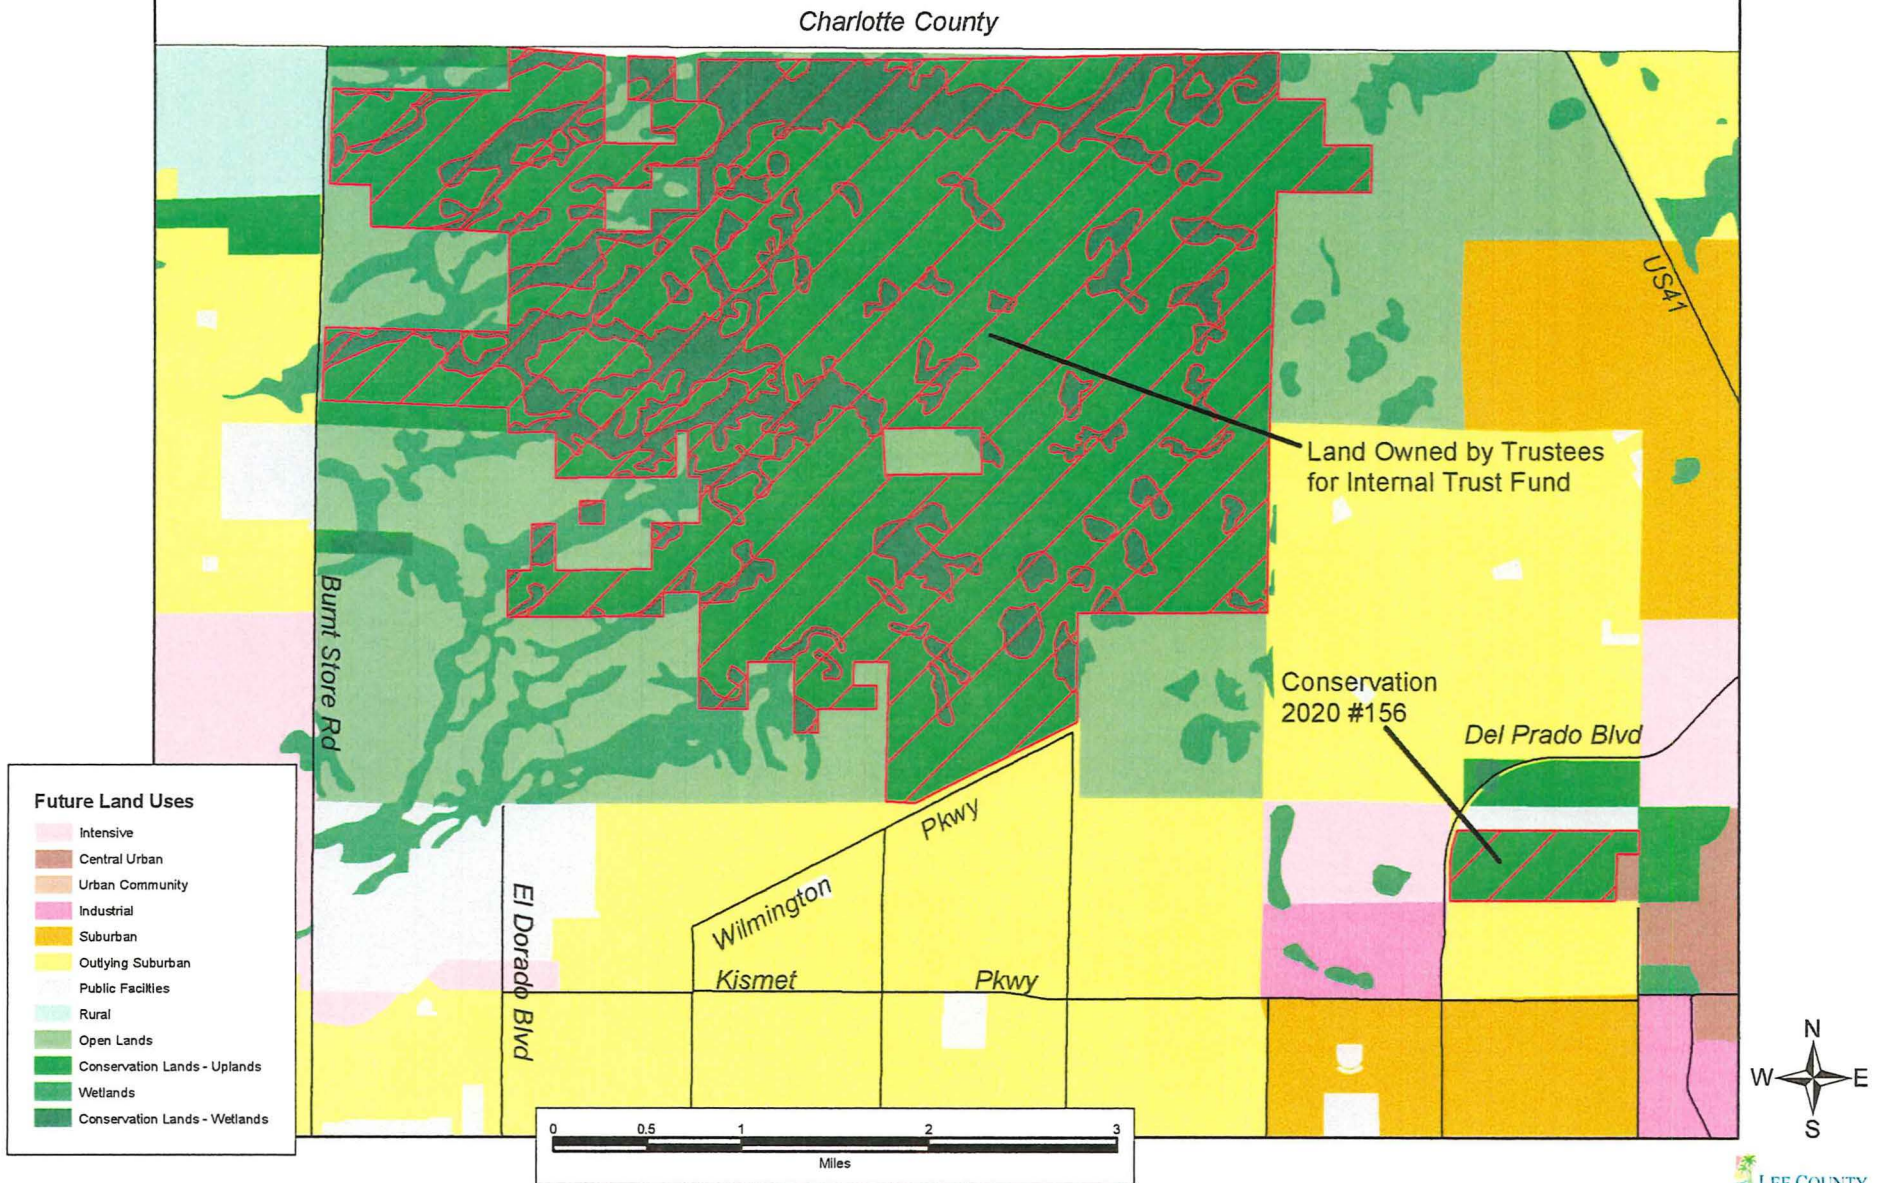 Charlotte County
US41
Land Owned by Trustees
for Internal Trust Fund
Burnt Store Rd
Conservation
2020 #156
Del Prado Blvd
Future Land Uses
Intensive
Central Urban
Urban Community
Industrial
Suburban
Outlying Suburban
Public Facilties
Rural
Open Lands
Conservation Lands - Uplands
Wetlands
Conservation Lands - Wetlands
Pkwy
Wilmington
El Dorado Blvd
Kismet Pkwy
N
W E
S
0 0.5 1 2 3
Miles
LEE COUNTY